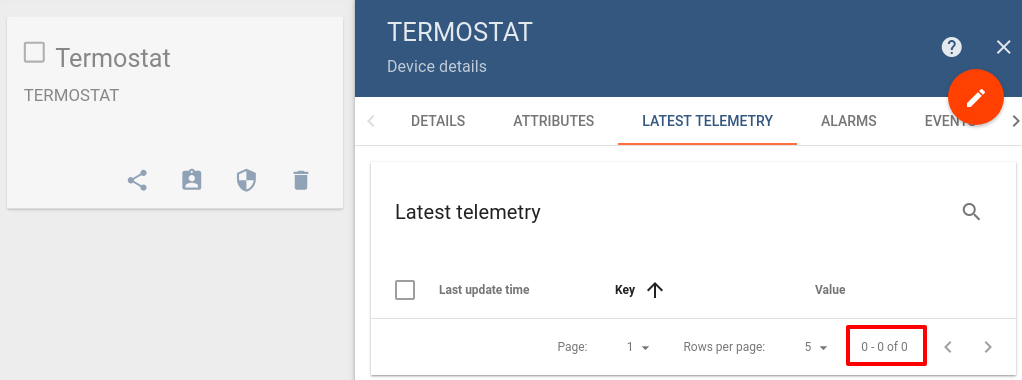 Termostat
TERMOSTAT
TERMOSTAT
Device details
DETAILS ATTRIBUTES LATEST TELEMETRY ALARMS EVENTS
Latest telemetry
Last update time Key Value
Page: 1 Rows per page: 5 0 - 0 of 0